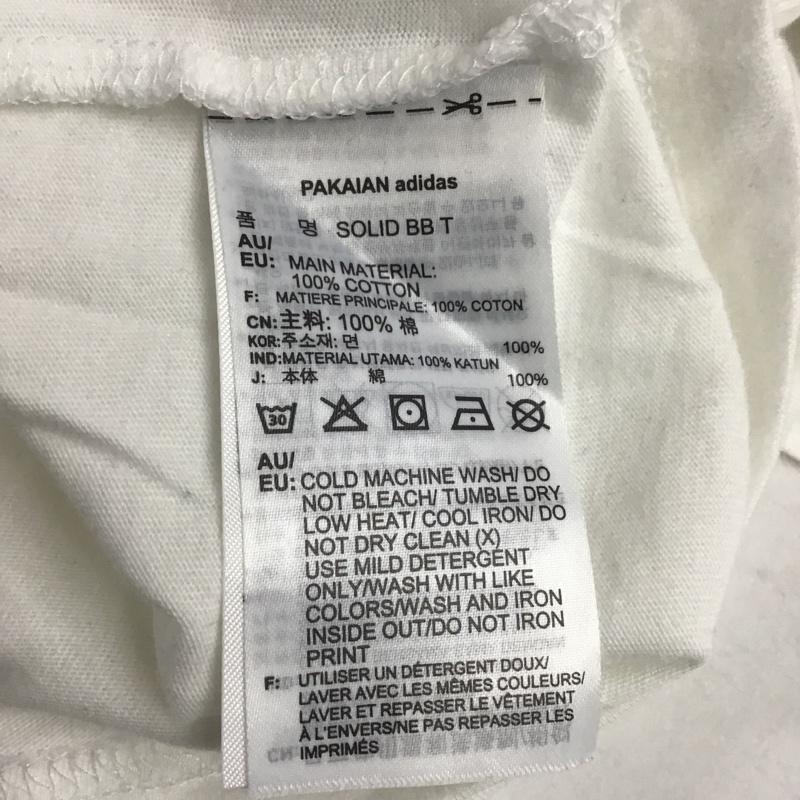 PAKAIAN adidas
품 명 SOLID BB T
AU/
EU: MAIN MATERIAL:
100% COTTON
F: MATIERE PRINCIPALE: 100% COTON
CN:主料: 100% 棉
KOR:주소재: 면 100%
IND:MATERIAL UTAMA: 100% KATUN
J: 本体 綿 100%
30
AU/
EU: COLD MACHINE WASH/ DO
NOT BLEACH/ TUMBLE DRY
LOW HEAT/ COOL IRON/ DO
NOT DRY CLEAN (X)
USE MILD DETERGENT
ONLY/WASH WITH LIKE
COLORS/WASH AND IRON
INSIDE OUT/DO NOT IRON
PRINT
F: UTILISER UN DÉTERGENT DOUX/
LAVER AVEC LES MÊMES COULEURS/
LAVER ET REPASSER LE VÊTEMENT
À L'ENVERS/NE PAS REPASSER LES
IMPRIMÉS